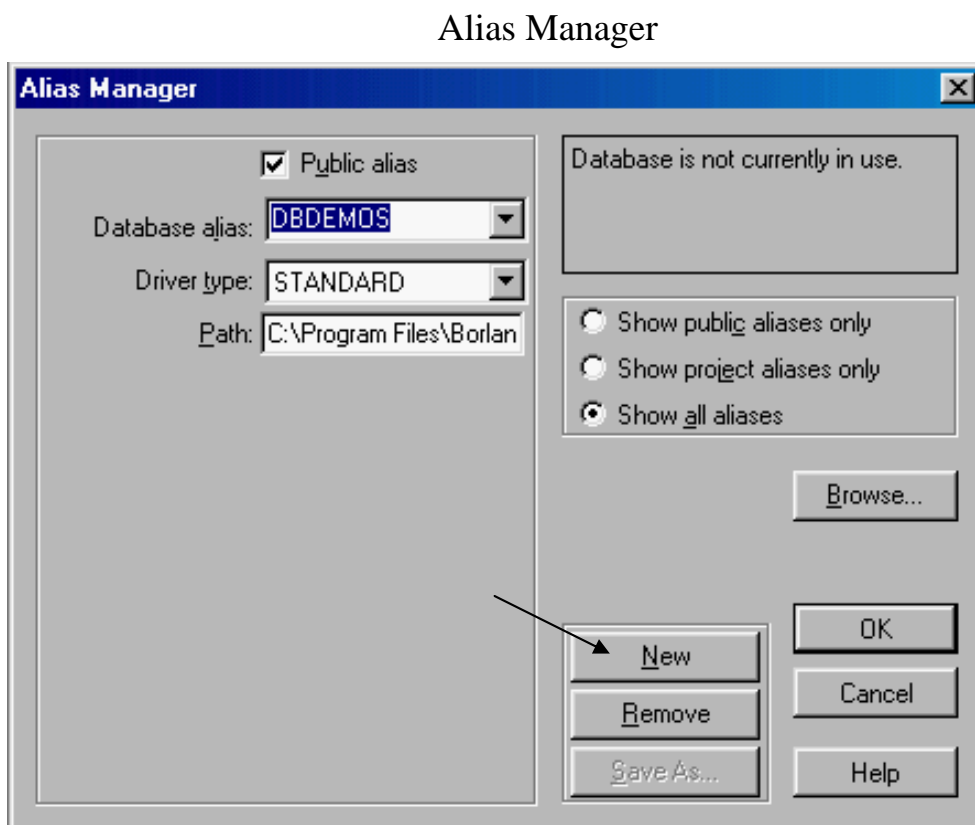 Alias Manager
Alias Manager
Public alias
Database alias: DBDEMOS
Driver type: STANDARD
Path: C:\Program Files\Borlan
Database is not currently in use.
Show public aliases only
Show project aliases only
Show all aliases
Browse...
New
Remove
Save As...
OK
Cancel
Help